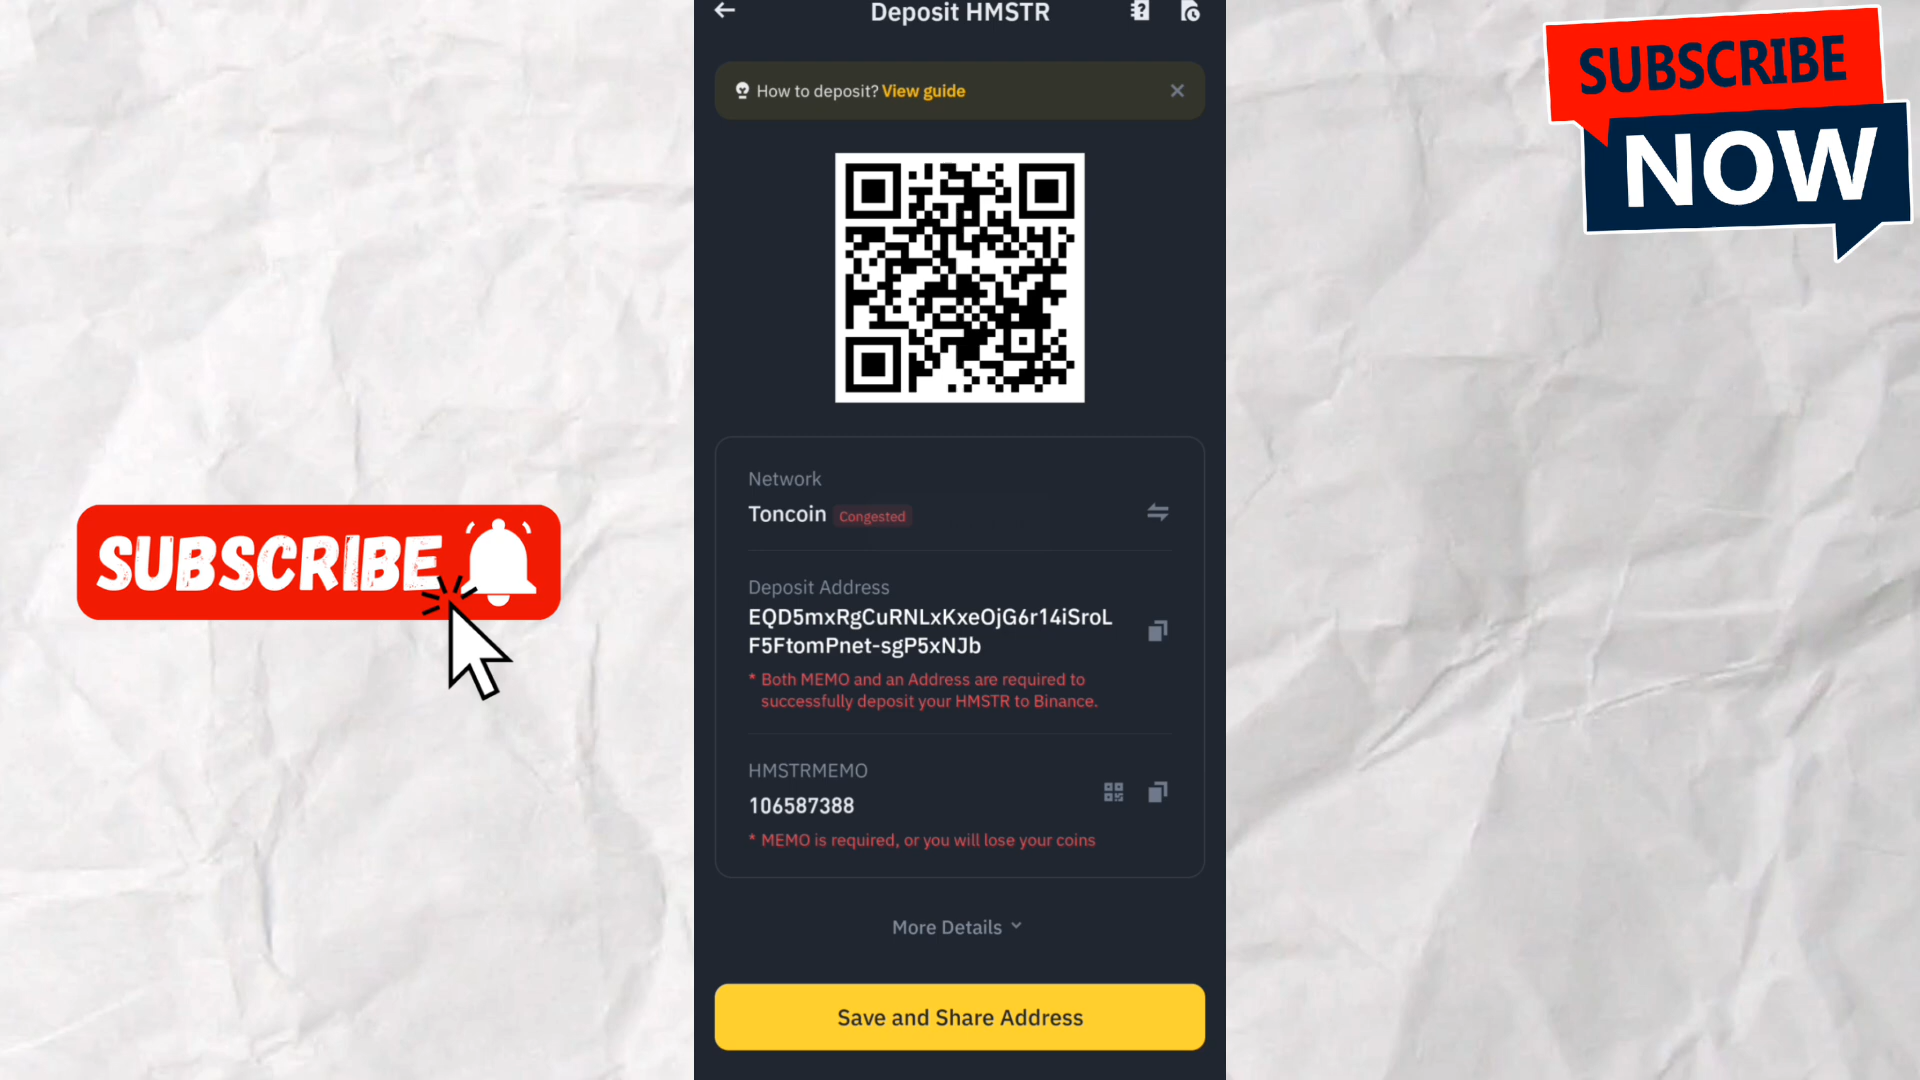 Deposit HMSTR
How to deposit? View guide
Network
Toncoin Congested
Deposit Address
EQD5mxRgCuRNLxKxeOjG6r14iSroL
F5FtomPnet-sgP5xNJb
* Both MEMO and an Address are required to
successfully deposit your HMSTR to Binance.
HMSTRMEMO
106587388
* MEMO is required, or you will lose your coins
More Details
Save and Share Address
SUBSCRIBE
SUBSCRIBE
NOW